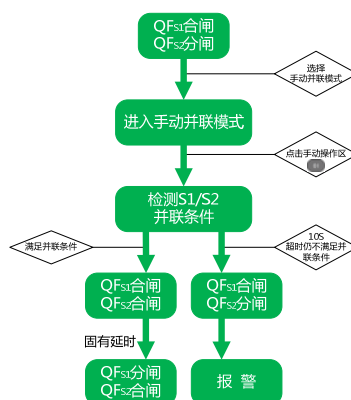 QFS1合闸
QFS2分闸
选择
手动并联模式
进入手动并联模式
点击手动操作区
检测S1/S2
并联条件
满足并联条件
10S
超时仍不满足并
联条件
QFS1合闸
QFS2合闸
QFS1合闸
QFS2分闸
固有延时
QFS1分闸
QFS2合闸
报 警